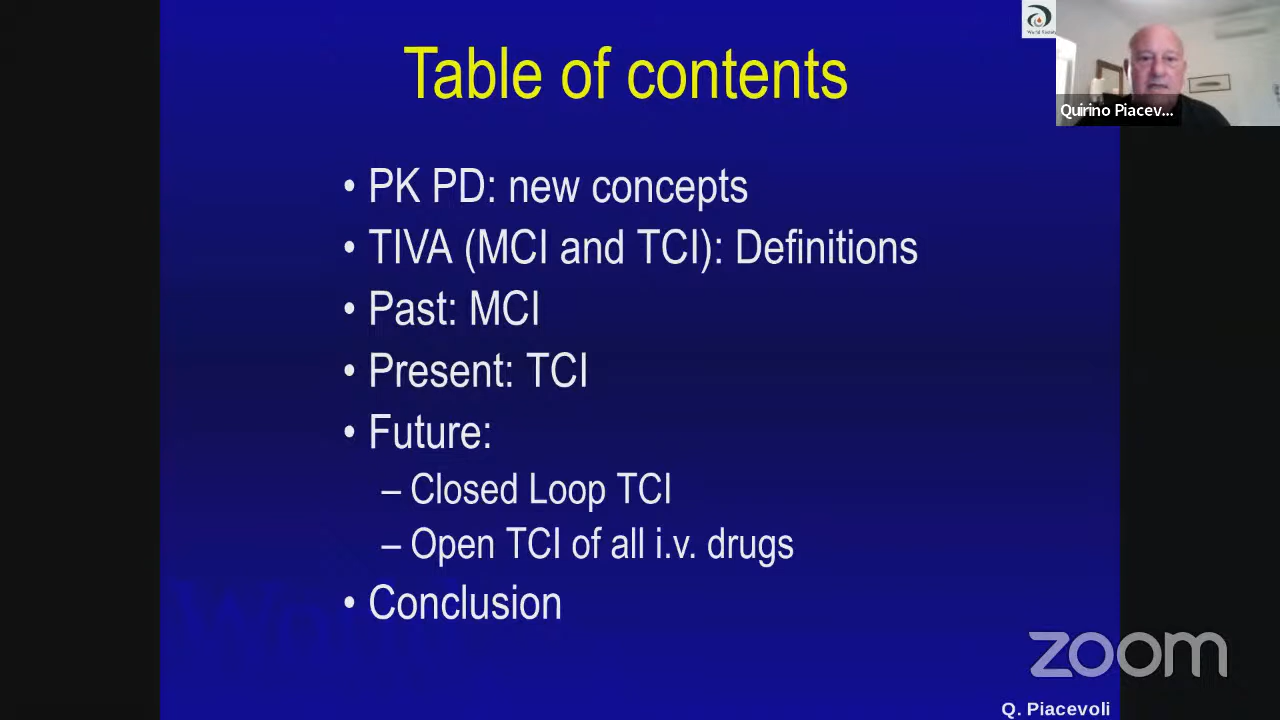 Table of contents
• PK PD: new concepts
• TIVA (MCI and TCI): Definitions
• Past: MCI
• Present: TCI
• Future:
– Closed Loop TCI
– Open TCI of all i.v. drugs
• Conclusion
Quirino Piacev...
zoom
Q. Piacevoli